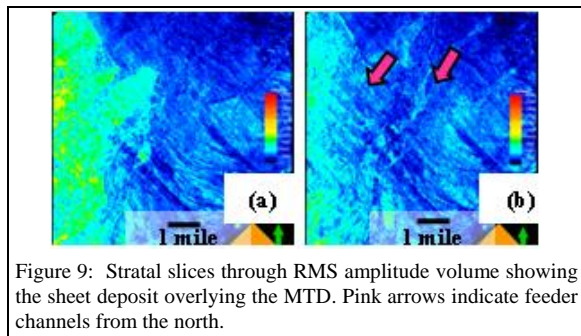 (a)
(b)
1 mile
1 mile
Figure 9: Stratal slices through RMS amplitude volume showing
the sheet deposit overlying the MTD. Pink arrows indicate feeder
channels from the north.